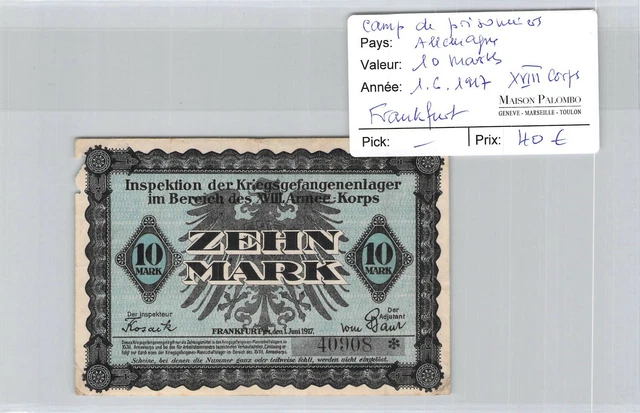 camp de prisonniers
Pays: Allemagne
Valeur: 10 Marks
Année: 1.6.1917 XVIII Corps
Frankfurt
MAISON PALOMBO
GENEVE - MARSEILLE - TOULON
Pick: – Prix: 40 €
Inspektion der Kriegsgefangenenlager
im Bereich des XVIII. Armee-Korps
ZEHN
MARK
10
MARK
10
MARK
Der Inspekteur
Kosack
FRANKFURT a/M, den 1. Juni 1917.
Der
Adjutant
40908 *
Scheine, bei denen die Nummer ganz oder teilweise fehlt, werden nicht eingelöst.